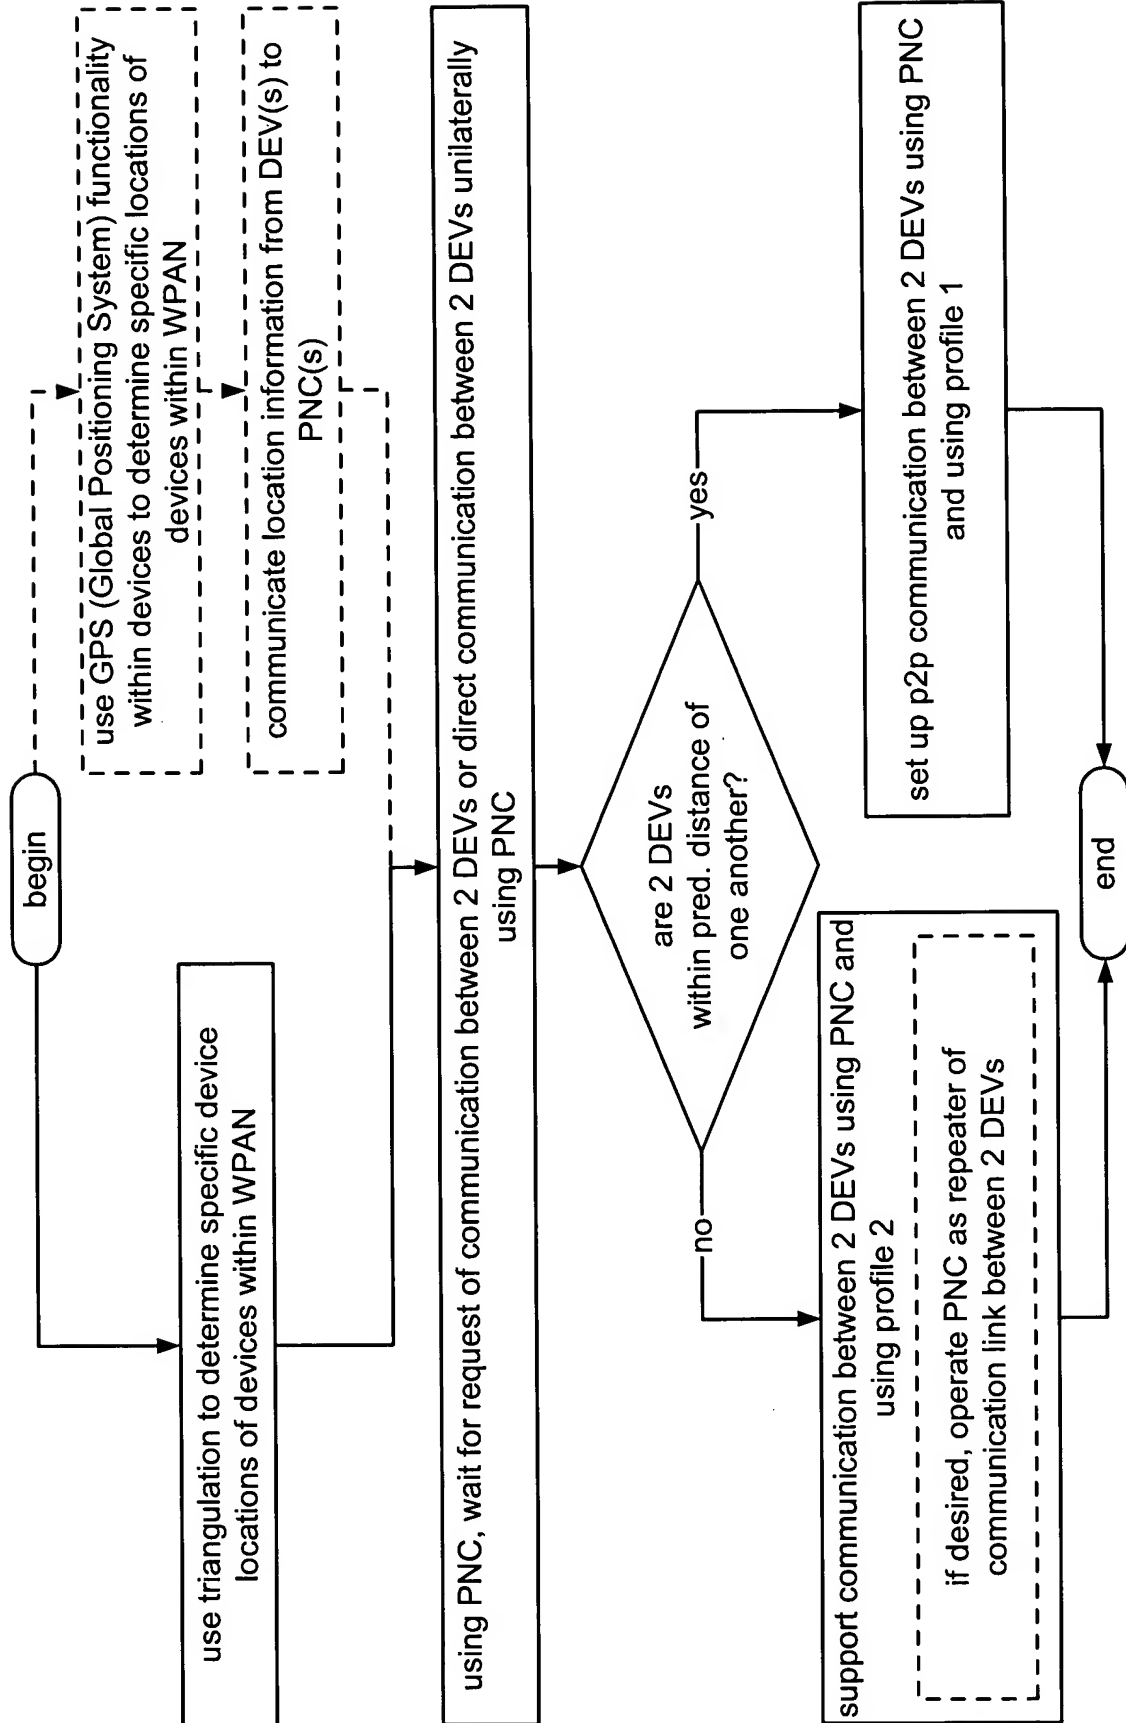 begin
use triangulation to determine specific device
locations of devices within WPAN
use GPS (Global Positioning System) functionality
within devices to determine specific locations of
devices within WPAN
communicate location information from DEV(s) to
PNC(s)
using PNC, wait for request of communication between 2 DEVs or direct communication between 2 DEVs unilaterally
using PNC
are 2 DEVs
within pred. distance of
one another?
no
yes
support communication between 2 DEVs using PNC and
using profile 2
if desired, operate PNC as repeater of
communication link between 2 DEVs
set up p2p communication between 2 DEVs using PNC
and using profile 1
end